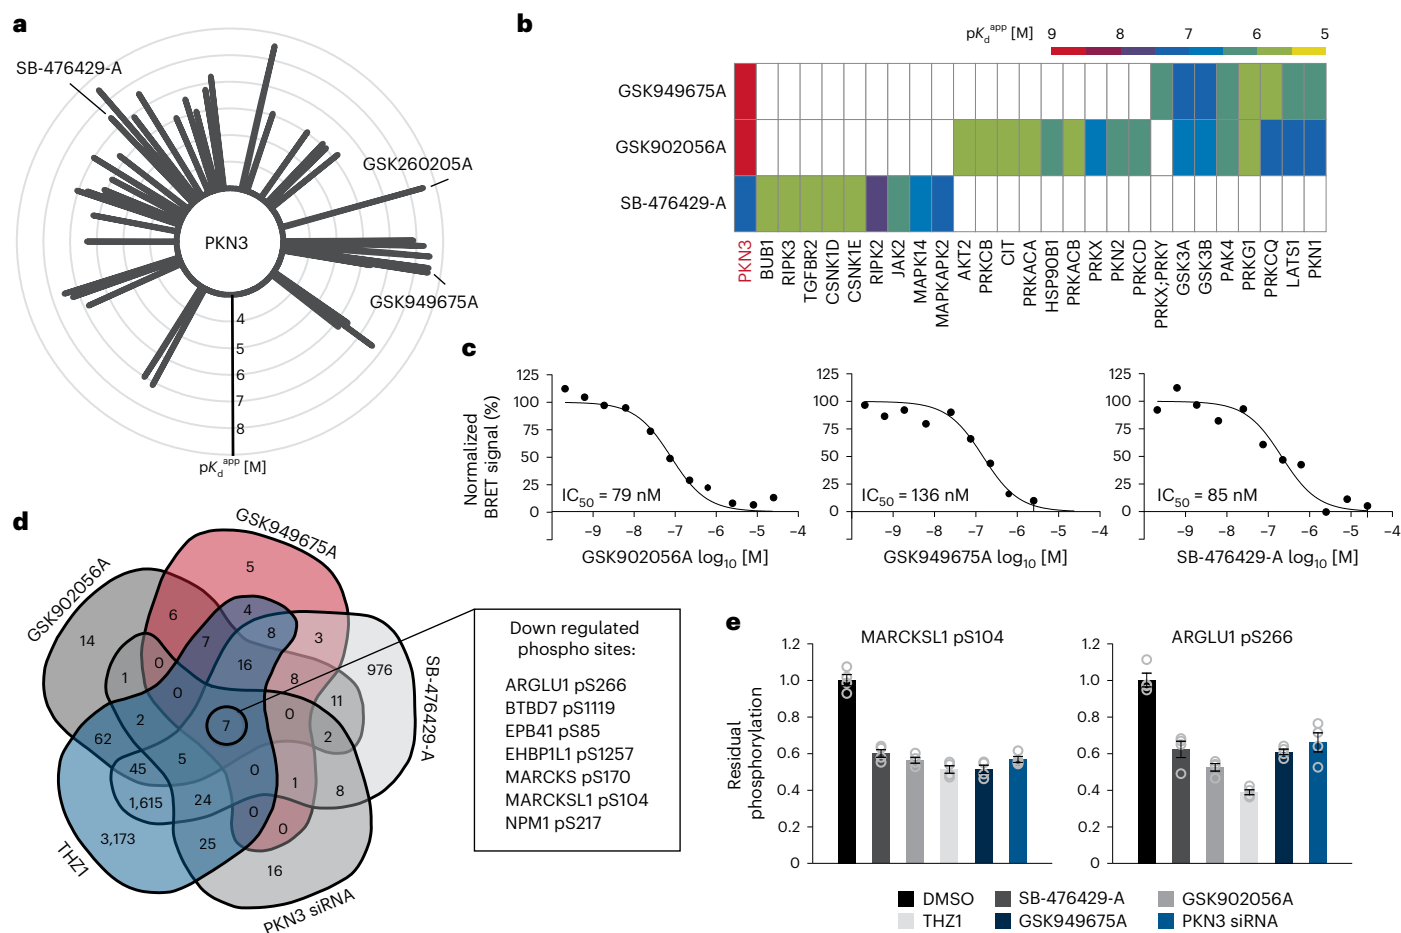 a
SB-476429-A
GSK260205A
PKN3
GSK949675A
4
5
6
7
8
pKd^app [M]
b
pKd^app [M]
9 8 7 6 5
GSK949675A
GSK902056A
SB-476429-A
PKN3
BUB1
RIPK3
TGFBR2
CSNK1D
CSNK1E
RIPK2
JAK2
MAPK14
MAPKAPK2
AKT2
PRKCB
CIT
PRKACA
HSP90B1
PRKACB
PRKX
PKN2
PRKCD
PRKX;PRKY
GSK3A
GSK3B
PAK4
PRKG1
PRKCQ
LATS1
PKN1
c
Normalized
BRET signal (%)
125
100
75
50
25
0
IC50 = 79 nM
−9 −8 −7 −6 −5 −4
GSK902056A log10 [M]
125
100
75
50
25
0
IC50 = 136 nM
−9 −8 −7 −6 −5 −4
GSK949675A log10 [M]
125
100
75
50
25
0
IC50 = 85 nM
−9 −8 −7 −6 −5 −4
SB-476429-A log10 [M]
d
GSK949675A
GSK902056A
SB-476429-A
THZ1
PKN3 siRNA
5
6 4
14 7 8 3
0 16 976
1 8
0 11
2 7 0
62 2
5
45 0 1 8
1,615 24 0
3,173 0
25
16
Down regulated
phospho sites:
ARGLU1 pS266
BTBD7 pS1119
EPB41 pS85
EHBP1L1 pS1257
MARCKS pS170
MARCKSL1 pS104
NPM1 pS217
e
Residual
phosphorylation
MARCKSL1 pS104
1.2
1.0
0.8
0.6
0.4
0.2
0
ARGLU1 pS266
1.2
1.0
0.8
0.6
0.4
0.2
0
DMSO SB-476429-A GSK902056A
THZ1 GSK949675A PKN3 siRNA